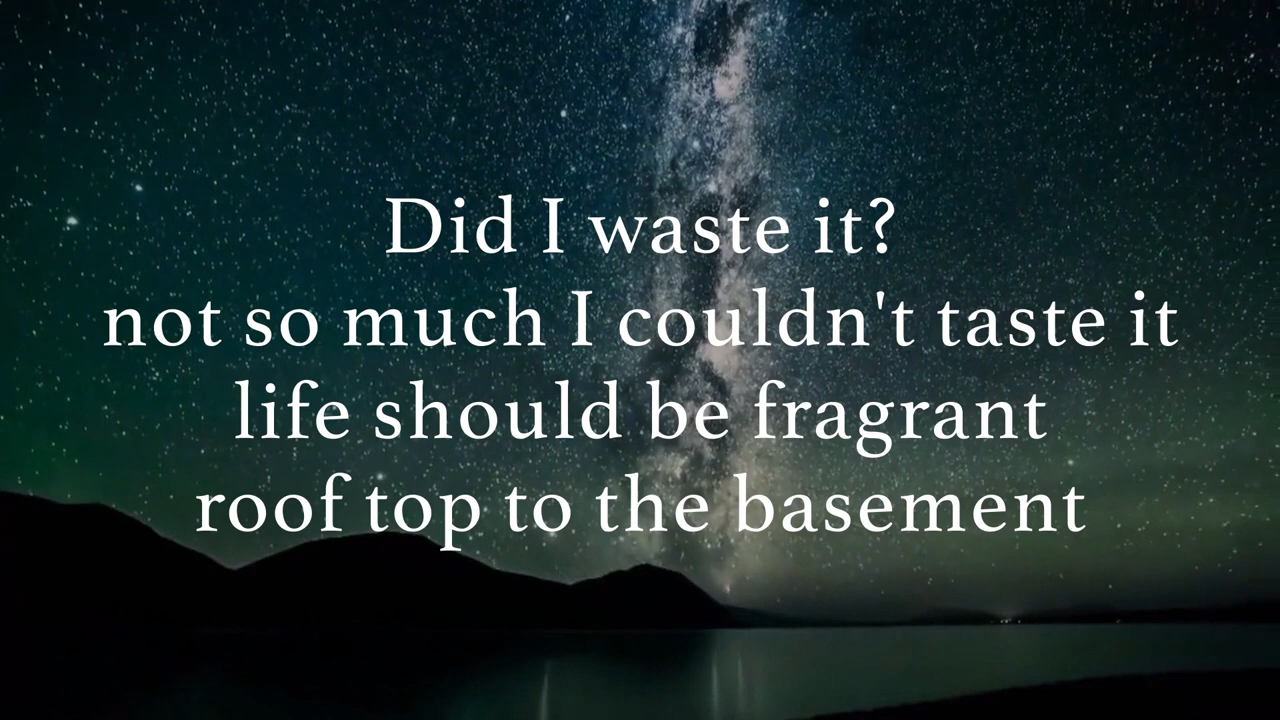 Did I waste it?
not so much I couldn't taste it
life should be fragrant
roof top to the basement